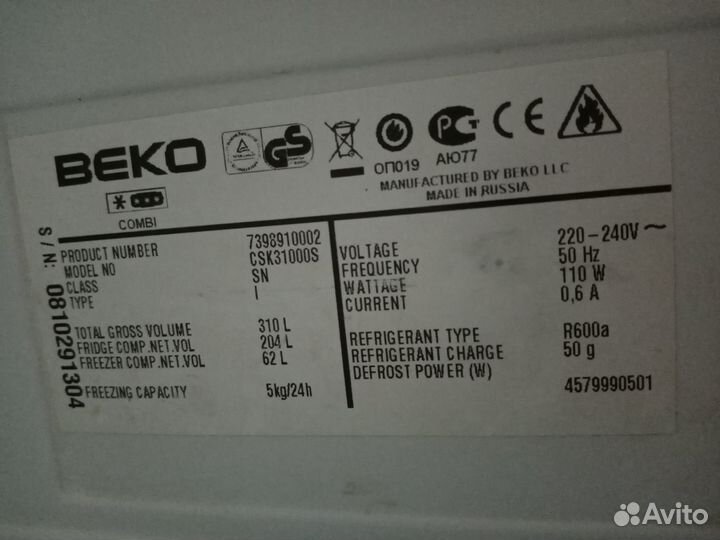 BEKO
GS
PC
CE
ОП019 АЮ77
MANUFACTURED BY BEKO LLC
MADE IN RUSSIA
COMBI
S / N: 0810291304
PRODUCT NUMBER 7398910002
MODEL NO CSK31000S
CLASS SN
TYPE I
TOTAL GROSS VOLUME 310 L
FRIDGE COMP.NET.VOL 204 L
FREEZER COMP.NET.VOL 62 L
FREEZING CAPACITY 5kg/24h
VOLTAGE 220-240V ~
FREQUENCY 50 Hz
WATTAGE 110 W
CURRENT 0,6 A
REFRIGERANT TYPE R600a
REFRIGERANT CHARGE 50 g
DEFROST POWER (W)
4579990501
Avito